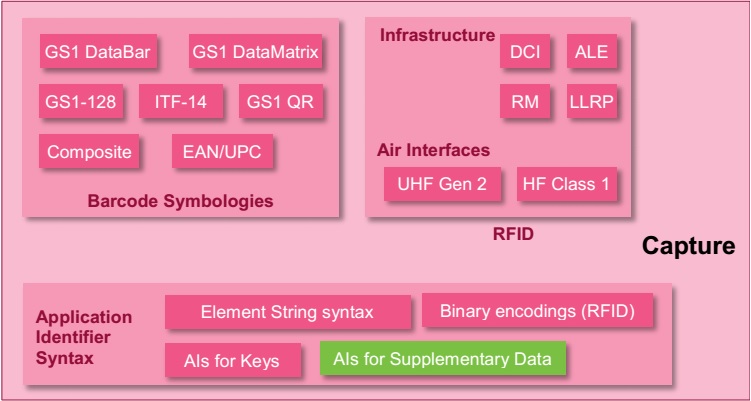 GS1 DataBar
GS1 DataMatrix
GS1-128
ITF-14
GS1 QR
Composite
EAN/UPC
Barcode Symbologies
Infrastructure
DCI
ALE
RM
LLRP
Air Interfaces
UHF Gen 2
HF Class 1
RFID
Capture
Application
Identifier
Syntax
Element String syntax
Binary encodings (RFID)
AIs for Keys
AIs for Supplementary Data